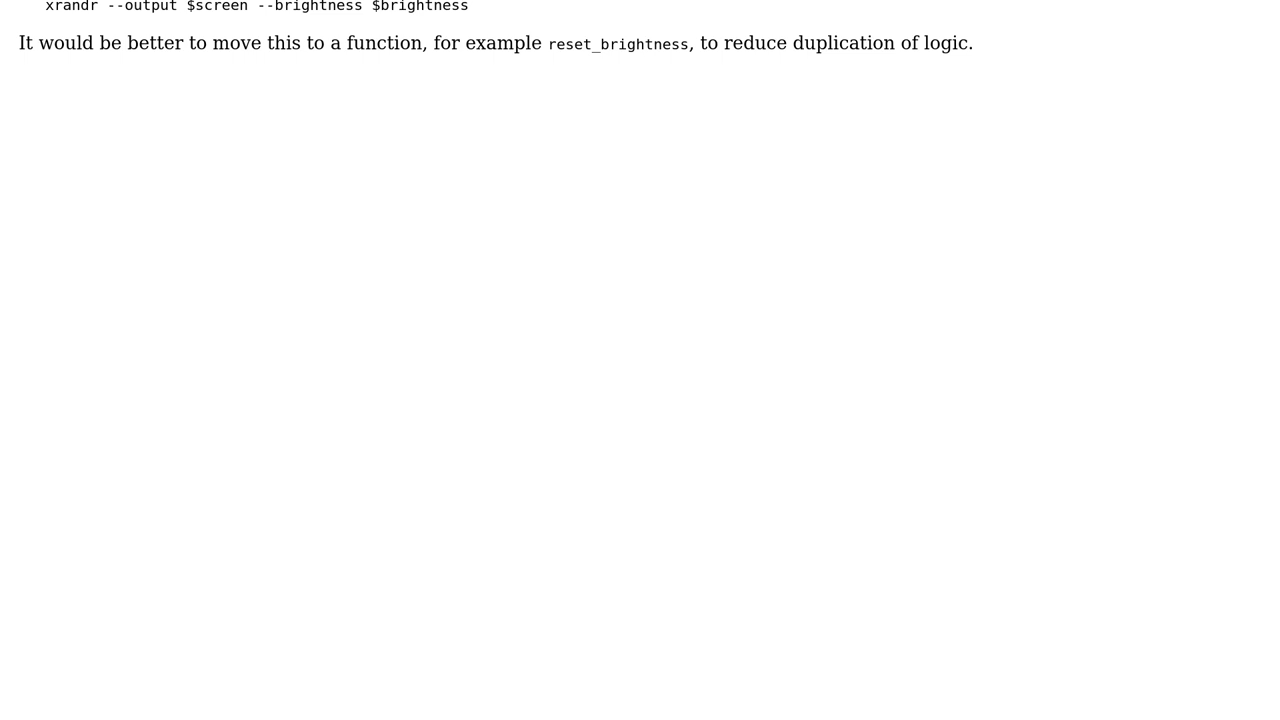 xrandr --output $screen --brightness $brightness
It would be better to move this to a function, for example reset_brightness, to reduce duplication of logic.